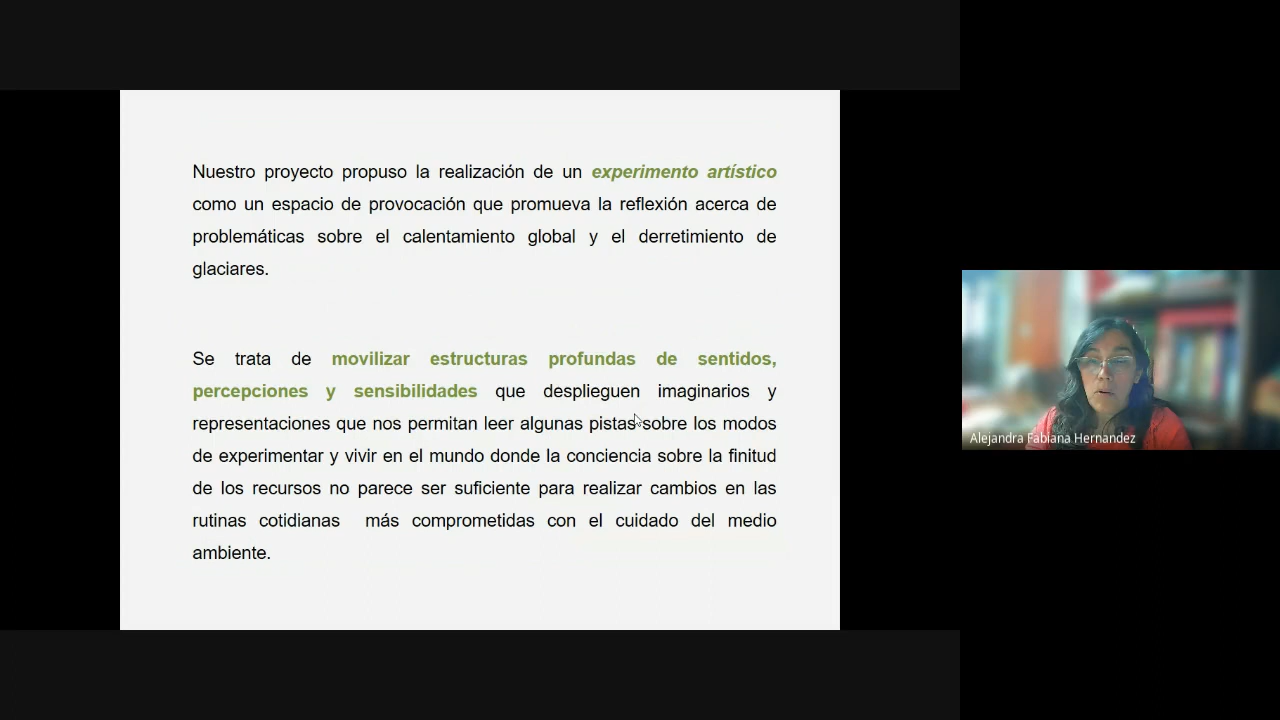 Nuestro proyecto propuso la realización de un experimento artístico
como un espacio de provocación que promueva la reflexión acerca de
problemáticas sobre el calentamiento global y el derretimiento de
glaciares.
Se trata de movilizar estructuras profundas de sentidos,
percepciones y sensibilidades que desplieguen imaginarios y
representaciones que nos permitan leer algunas pistas sobre los modos
de experimentar y vivir en el mundo donde la conciencia sobre la finitud
de los recursos no parece ser suficiente para realizar cambios en las
rutinas cotidianas más comprometidas con el cuidado del medio
ambiente.
Alejandra Fabiana Hernandez